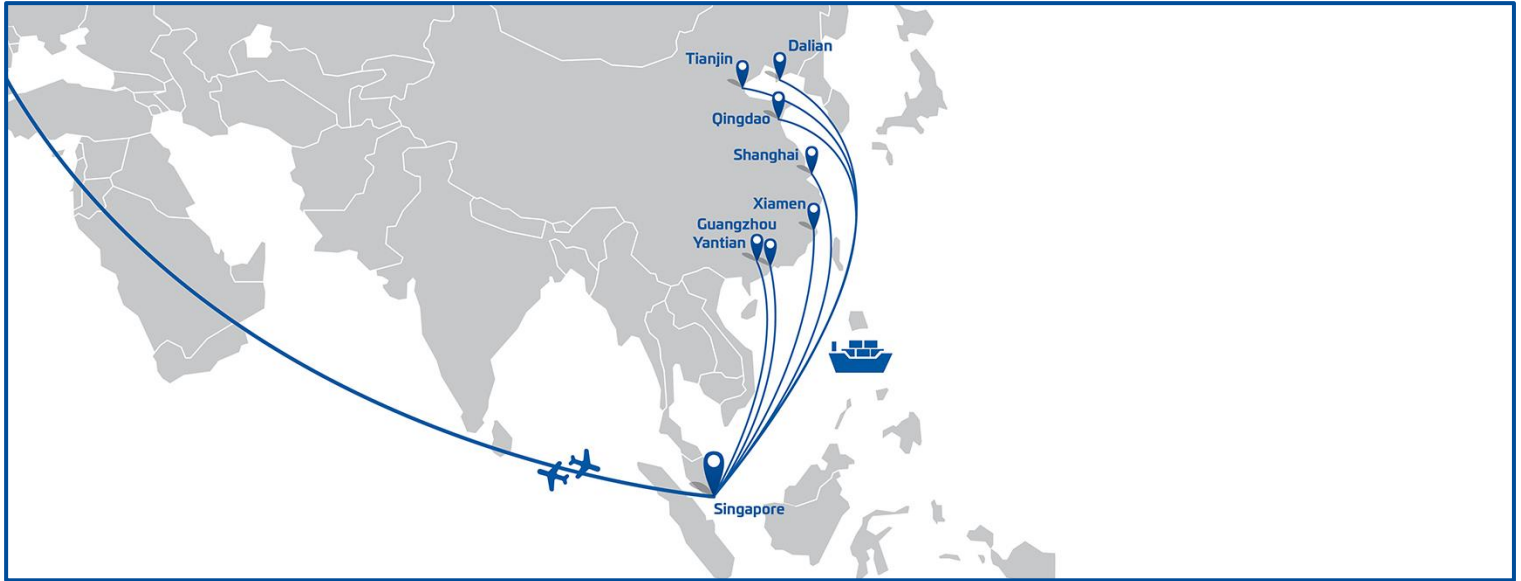 Dalian
Tianjin
Qingdao
Shanghai
Xiamen
Guangzhou
Yantian
Singapore